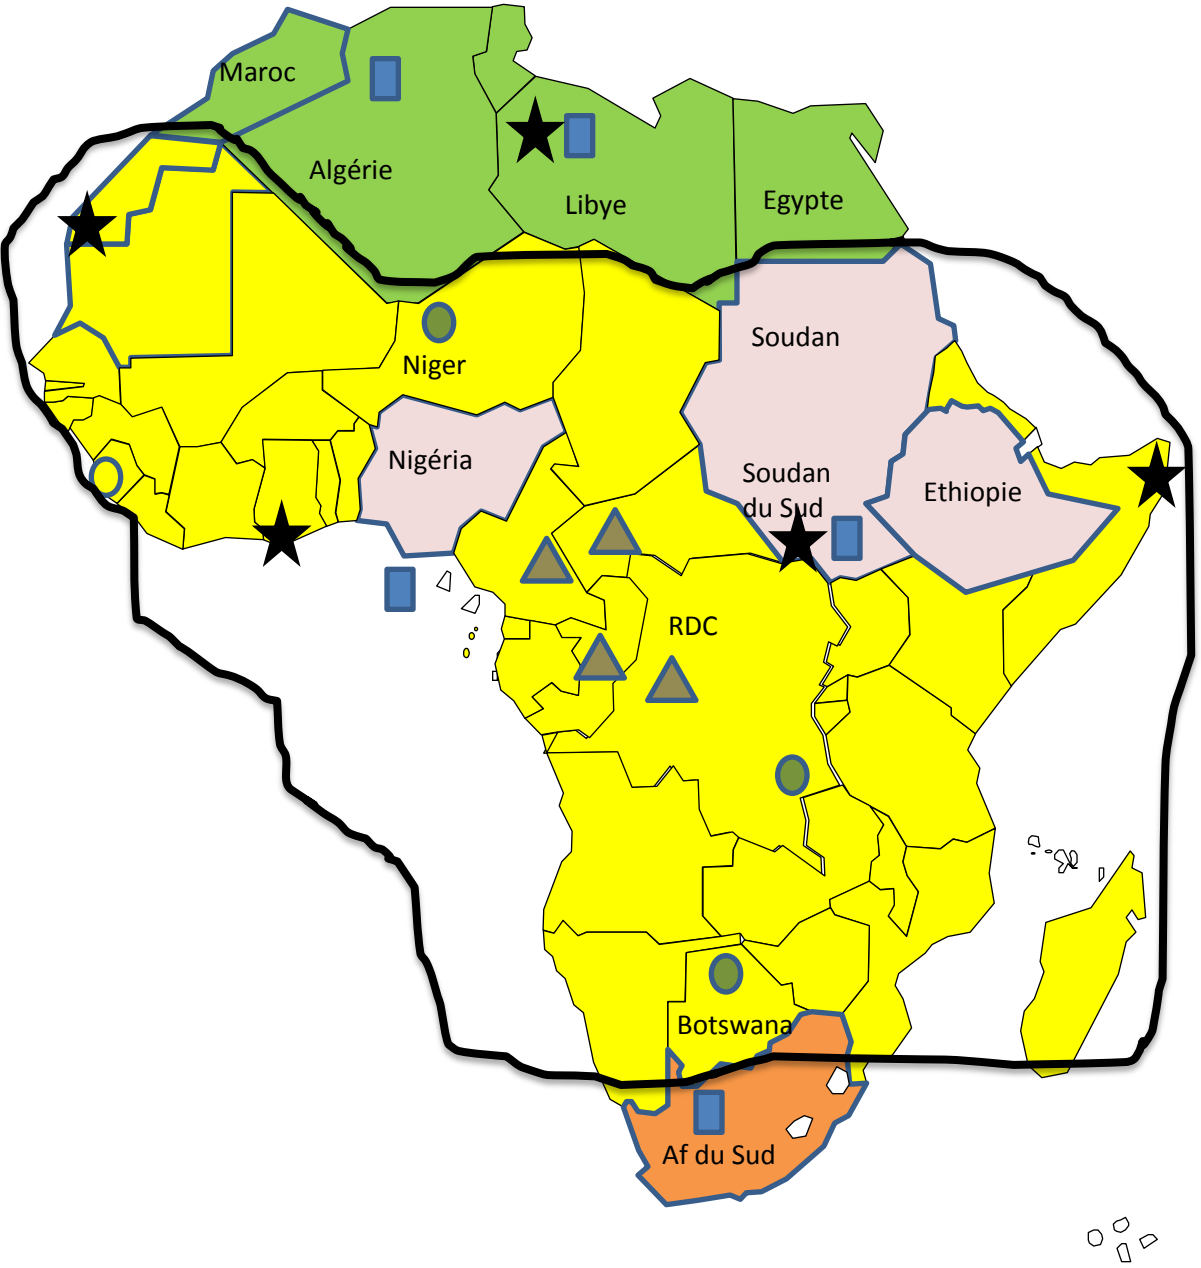 Maroc
Algérie
Libye
Egypte
Niger
Soudan
Nigéria
Soudan
du Sud
Ethiopie
RDC
Botswana
Af du Sud